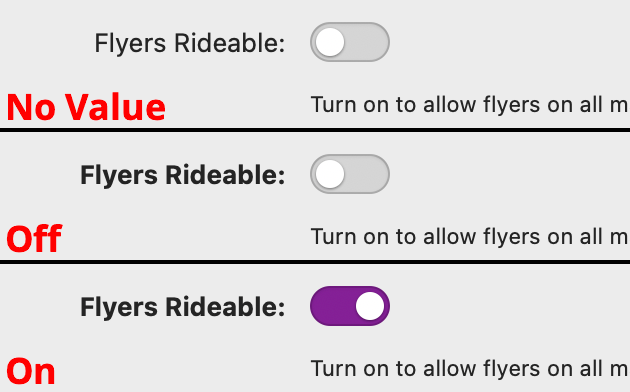 Flyers Rideable:
No Value
Turn on to allow flyers on all m
Flyers Rideable:
Off
Turn on to allow flyers on all m
Flyers Rideable:
On
Turn on to allow flyers on all m